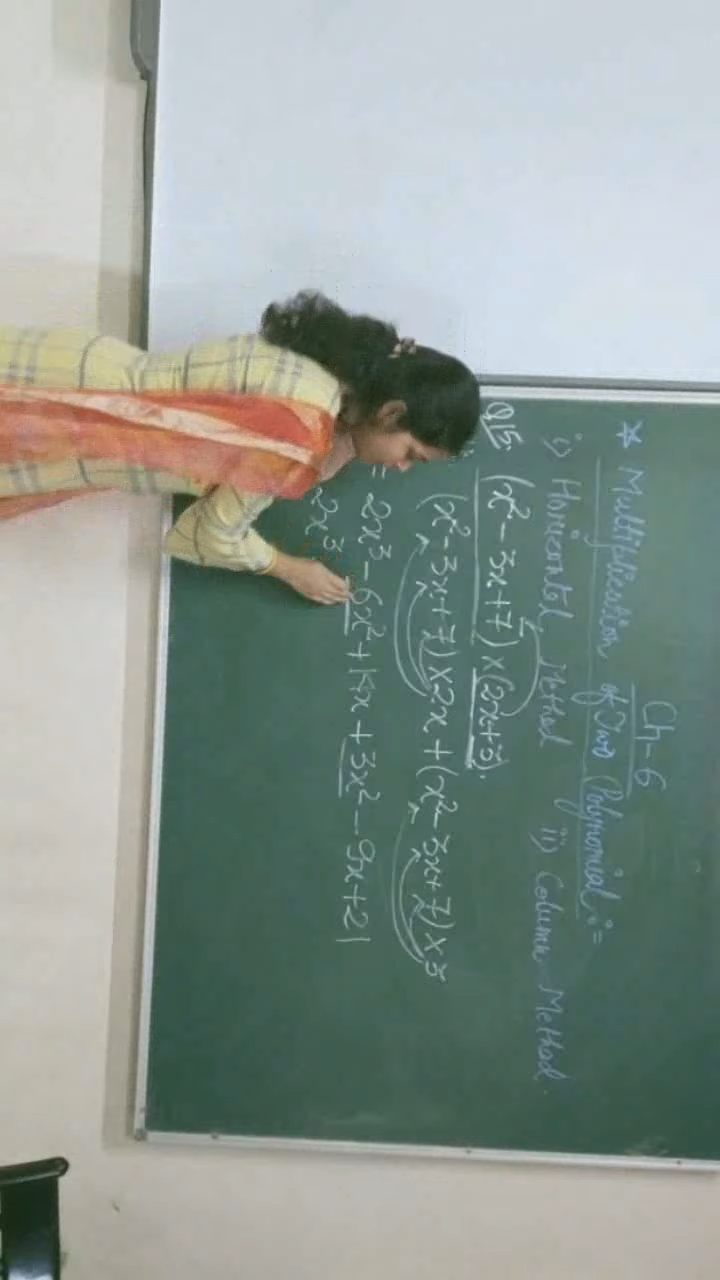 Ch-6
* Multiplication of Two Polynomial :=
i) Horizontal Method ii) Column Method.
Q15. (x² - 3x + 7) × (2x + 3).
(x² - 3x + 7) × 2x + (x² - 3x + 7) × 3
= 2x³ - 6x² + 14x + 3x² - 9x + 21
2x³